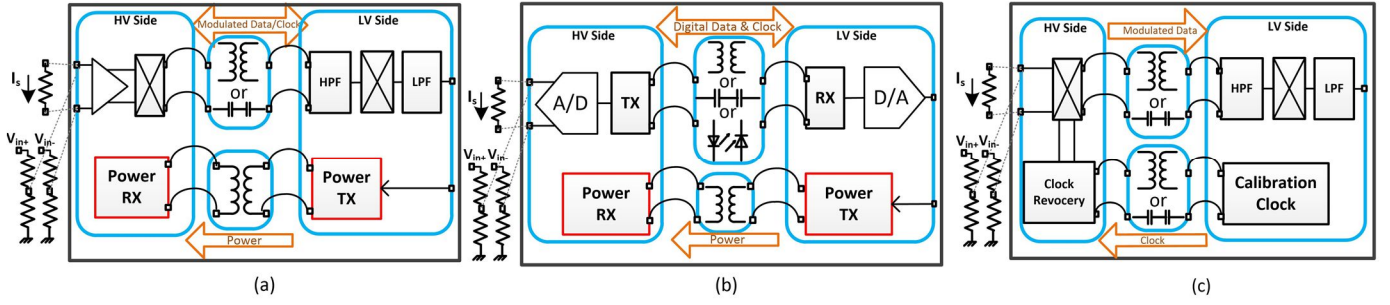 HV Side
Modulated Data/Clock
LV Side
Is
or
HPF
LPF
Vin+ Vin-
Power
RX
Power
TX
Power
(a)
HV Side
Digital Data & Clock
LV Side
Is
A/D
TX
or
or
RX
D/A
Vin+ Vin-
Power
RX
Power
TX
Power
(b)
HV Side
Modulated Data
LV Side
Is
or
HPF
LPF
Vin+ Vin-
Clock
Revocery
or
Calibration
Clock
Clock
(c)